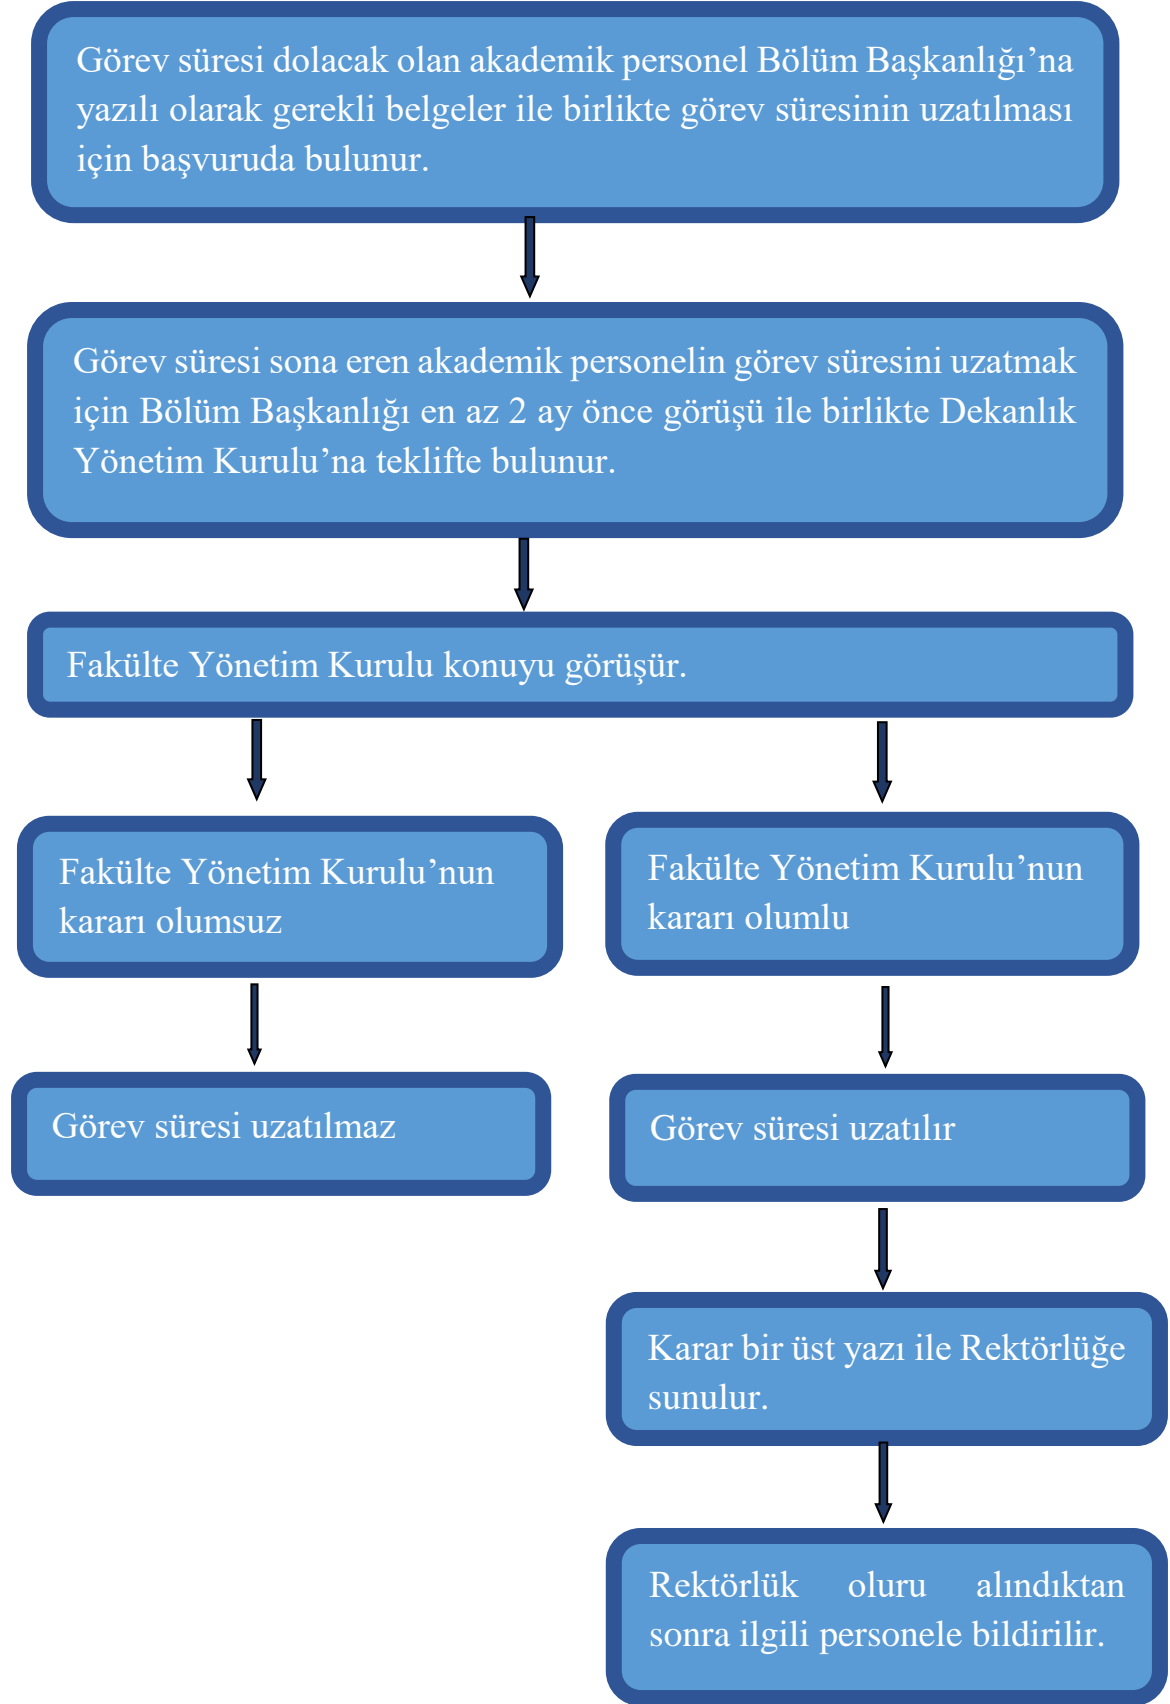 Görev süresi dolacak olan akademik personel Bölüm Başkanlığı’na
yazılı olarak gerekli belgeler ile birlikte görev süresinin uzatılması
için başvuruda bulunur.
Görev süresi sona eren akademik personelin görev süresini uzatmak
için Bölüm Başkanlığı en az 2 ay önce görüşü ile birlikte Dekanlık
Yönetim Kurulu’na teklifte bulunur.
Fakülte Yönetim Kurulu konuyu görüşür.
Fakülte Yönetim Kurulu’nun
kararı olumsuz
Fakülte Yönetim Kurulu’nun
kararı olumlu
Görev süresi uzatılmaz
Görev süresi uzatılır
Karar bir üst yazı ile Rektörlüğe
sunulur.
Rektörlük oluru alındıktan
sonra ilgili personele bildirilir.